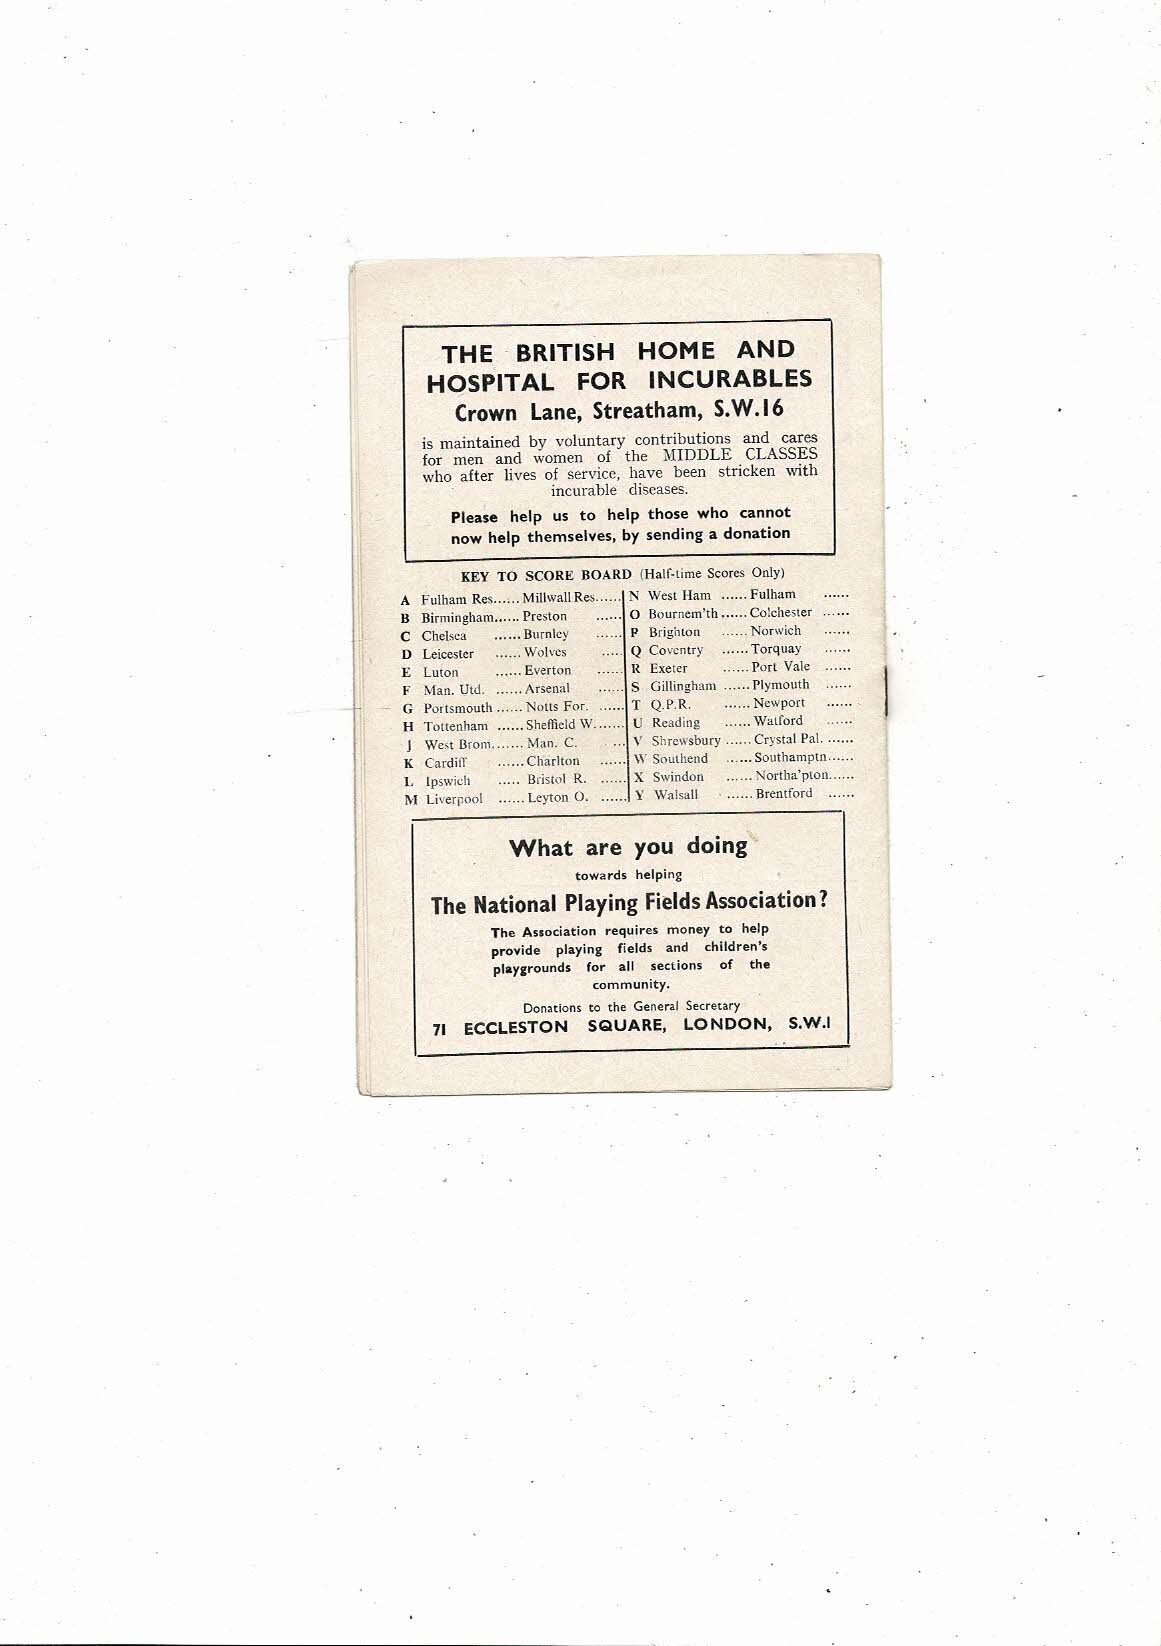 THE BRITISH HOME AND
HOSPITAL FOR INCURABLES
Crown Lane, Streatham, S.W.16
is maintained by voluntary contributions and cares
for men and women of the MIDDLE CLASSES
who after lives of service, have been stricken with
incurable diseases.
Please help us to help those who cannot
now help themselves, by sending a donation
KEY TO SCORE BOARD (Half-time Scores Only)
A Fulham Res...... Millwall Res......
B Birmingham...... Preston ......
C Chelsea ...... Burnley ......
D Leicester ...... Wolves .....
E Luton ...... Everton ......
F Man. Utd. ...... Arsenal ......
G Portsmouth ...... Notts For. ......
H Tottenham ...... Sheffield W.......
J West Brom....... Man. C. ...
K Cardiff ...... Charlton ......
L Ipswich ..... Bristol R. ......
M Liverpool ...... Leyton O. ......
N West Ham ...... Fulham ......
O Bournem'th ...... Colchester ......
P Brighton ...... Norwich ......
Q Coventry ...... Torquay ......
R Exeter ...... Port Vale ......
S Gillingham ...... Plymouth ......
T Q.P.R. ...... Newport ......
U Reading ...... Watford ......
V Shrewsbury ...... Crystal Pal. ......
W Southend ...... Southamptn......
X Swindon ...... Northa'pton......
Y Walsall ...... Brentford ......
What are you doing
towards helping
The National Playing Fields Association?
The Association requires money to help
provide playing fields and children's
playgrounds for all sections of the
community.
Donations to the General Secretary
71 ECCLESTON SQUARE, LONDON, S.W.1